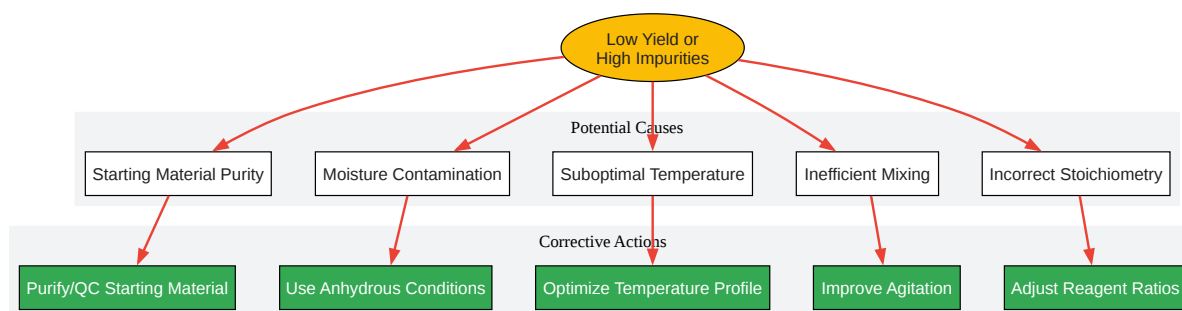 Low Yield or
High Impurities
Potential Causes
Starting Material Purity
Moisture Contamination
Suboptimal Temperature
Inefficient Mixing
Incorrect Stoichiometry
Corrective Actions
Purify/QC Starting Material
Use Anhydrous Conditions
Optimize Temperature Profile
Improve Agitation
Adjust Reagent Ratios